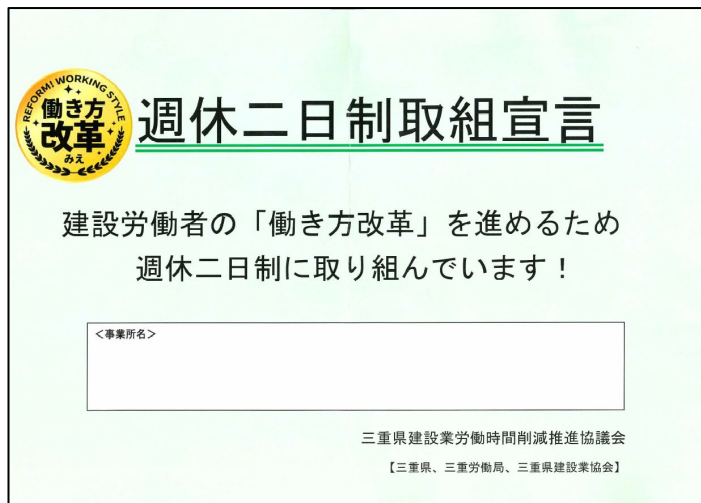 REFORM! WORKING STYLE
働き方
改革
みえ
週休二日制取組宣言
建設労働者の「働き方改革」を進めるため
週休二日制に取り組んでいます！
＜事業所名＞
三重県建設業労働時間削減推進協議会
【三重県、三重労働局、三重県建設業協会】